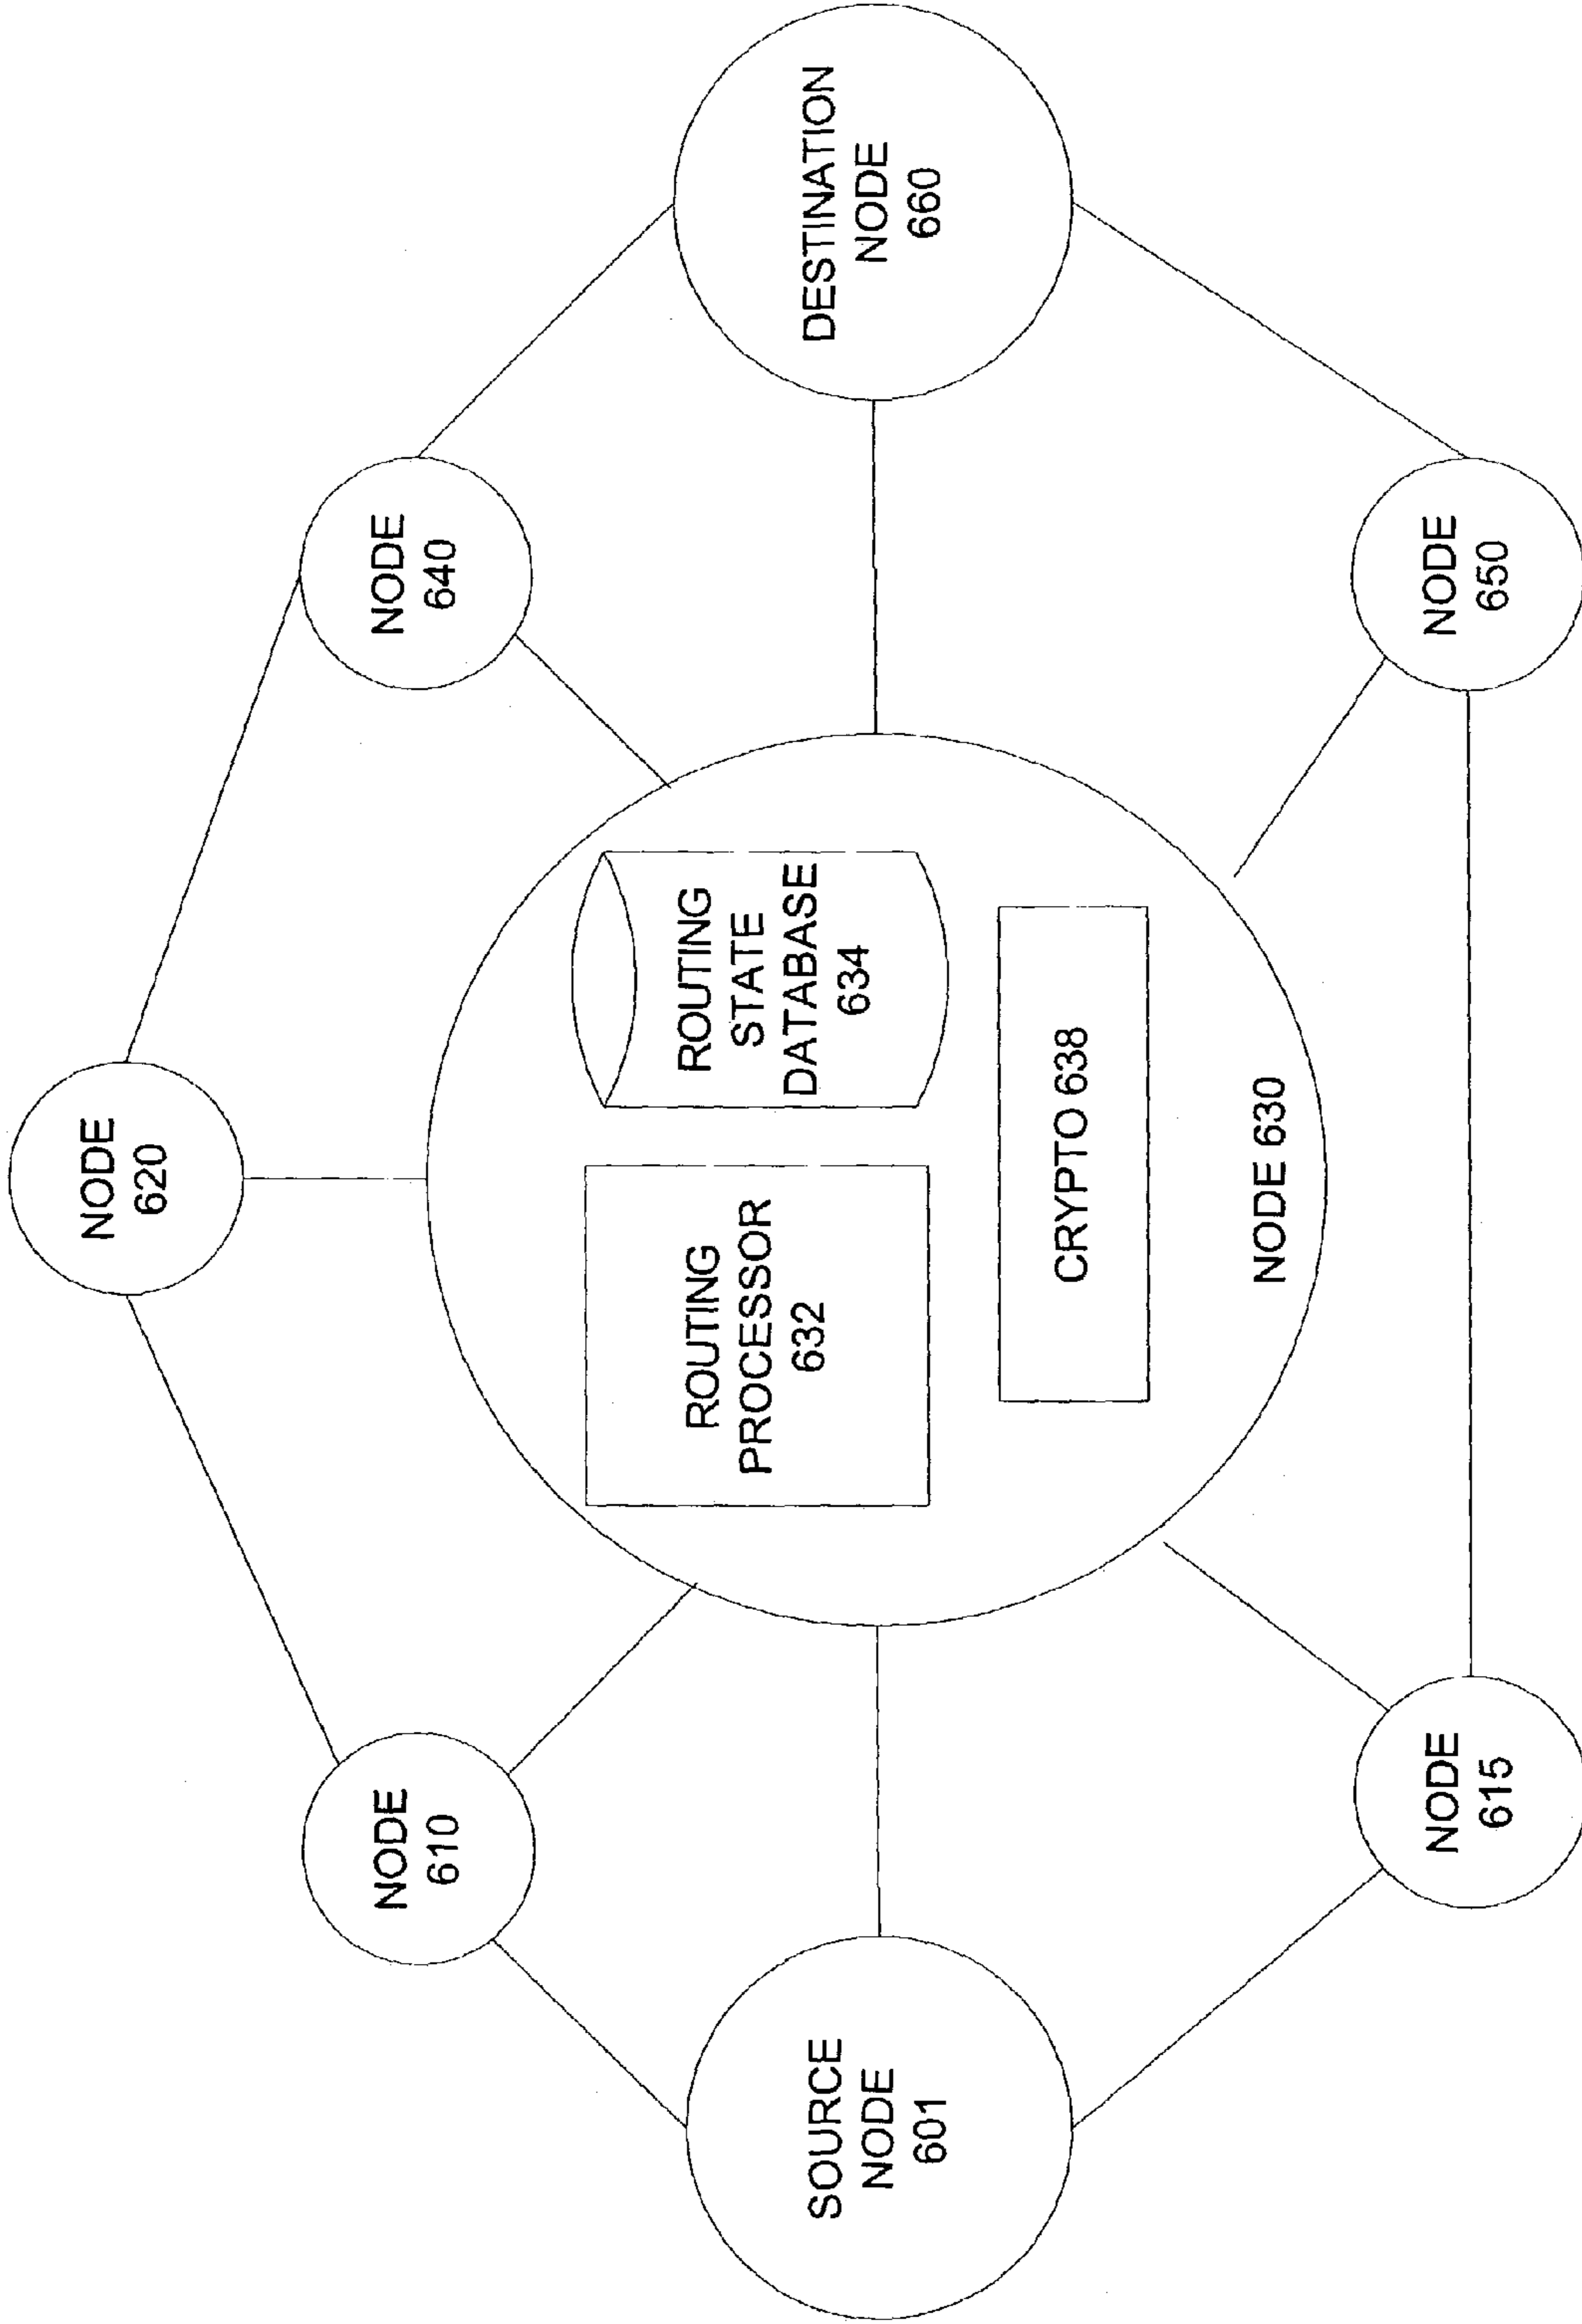 NODE
620
NODE
610
NODE
640
SOURCE
NODE
601
ROUTING
PROCESSOR
632
ROUTING
STATE
DATABASE
634
CRYPTO 638
NODE 630
DESTINATION
NODE
660
NODE
615
NODE
650